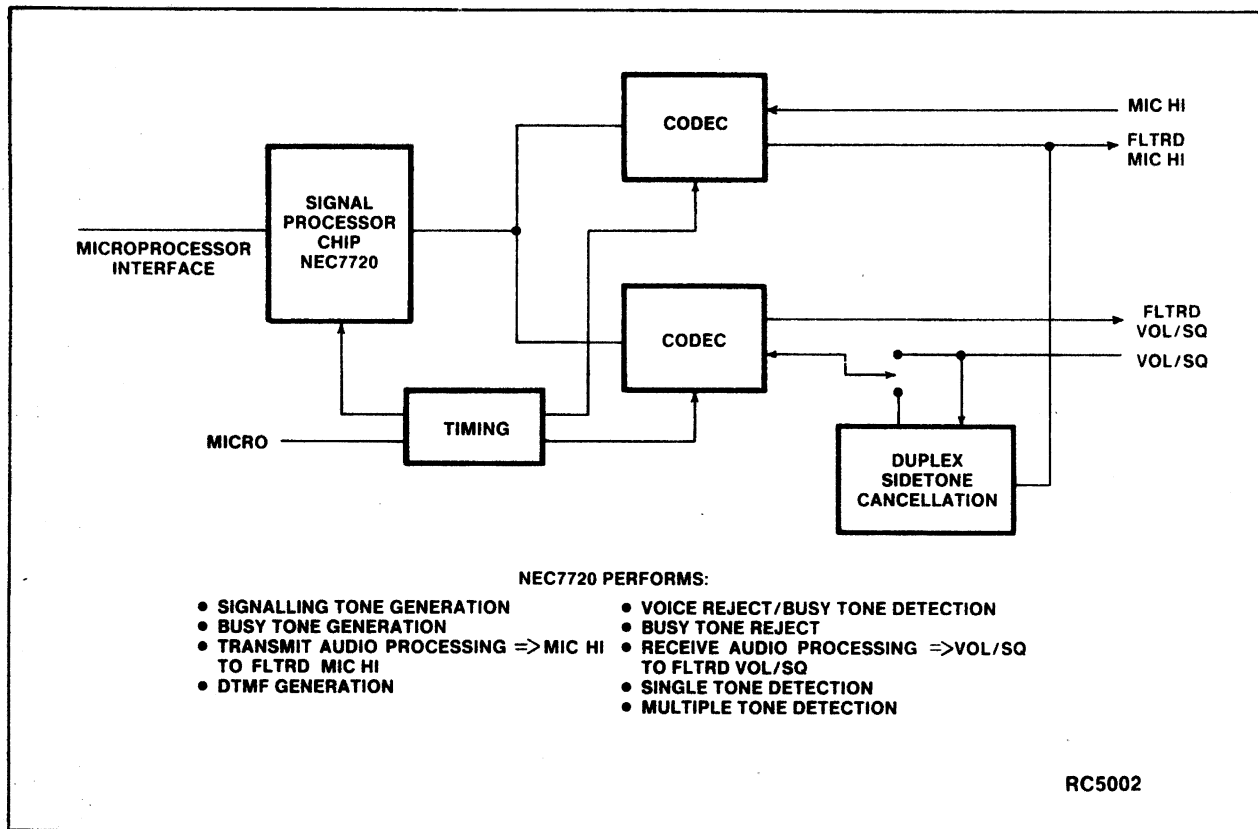 CODEC
MIC HI
FLTRD
MIC HI
SIGNAL
PROCESSOR
CHIP
NEC7720
MICROPROCESSOR
INTERFACE
CODEC
FLTRD
VOL/SQ
VOL/SQ
TIMING
MICRO
DUPLEX
SIDETONE
CANCELLATION
NEC7720 PERFORMS:
● SIGNALLING TONE GENERATION
● BUSY TONE GENERATION
● TRANSMIT AUDIO PROCESSING => MIC HI
TO FLTRD MIC HI
● DTMF GENERATION
● VOICE REJECT/BUSY TONE DETECTION
● BUSY TONE REJECT
● RECEIVE AUDIO PROCESSING =>VOL/SQ
TO FLTRD VOL/SQ
● SINGLE TONE DETECTION
● MULTIPLE TONE DETECTION
RC5002